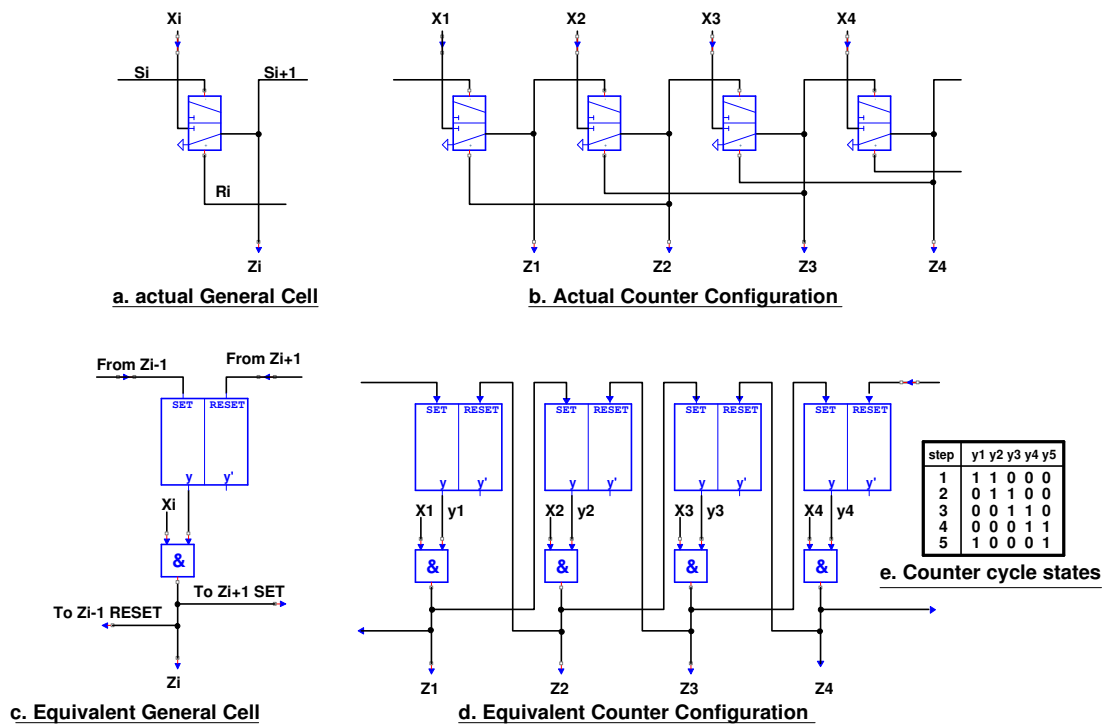 Xi
Si
Si+1
Ri
Zi
a. actual General Cell
X1 X2 X3 X4
Z1 Z2 Z3 Z4
b. Actual Counter Configuration
From Zi-1
From Zi+1
SET RESET
y y'
Xi
&
To Zi+1 SET
To Zi-1 RESET
Zi
c. Equivalent General Cell
SET RESET SET RESET SET RESET SET RESET
y y' y y' y y' y y'
X1 y1 X2 y2 X3 y3 X4 y4
& & & &
Z1 Z2 Z3 Z4
d. Equivalent Counter Configuration
step y1 y2 y3 y4 y5
1 1 1 0 0 0
2 0 1 1 0 0
3 0 0 1 1 0
4 0 0 0 1 1
5 1 0 0 0 1
e. Counter cycle states